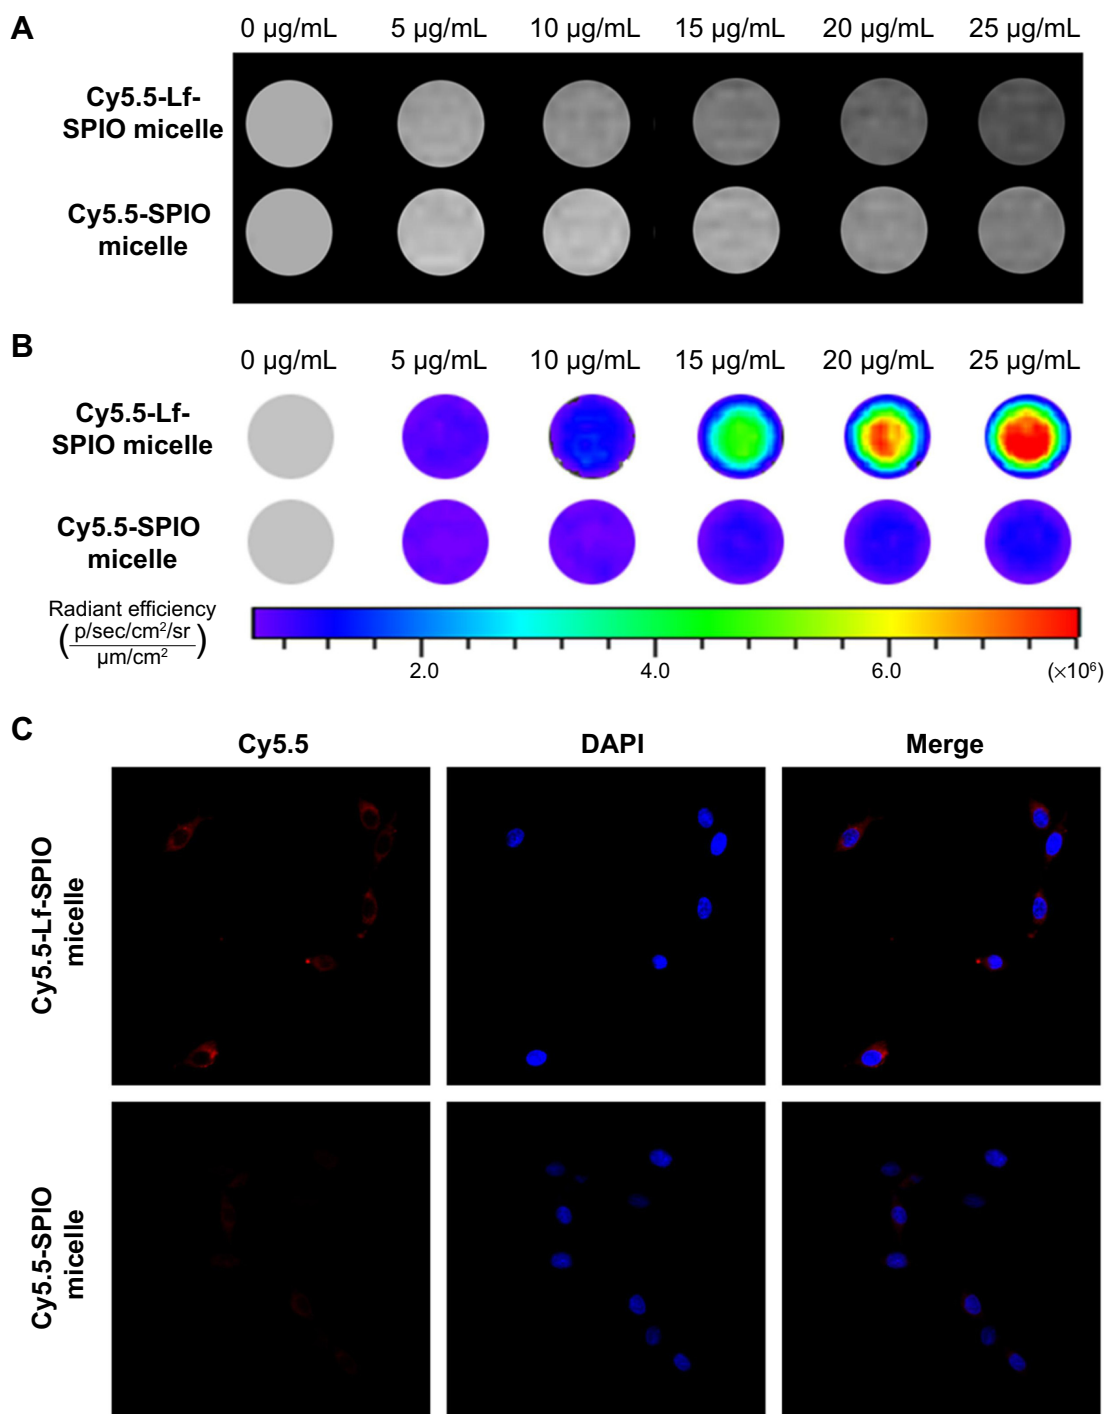 A
0 µg/mL 5 µg/mL 10 µg/mL 15 µg/mL 20 µg/mL 25 µg/mL
Cy5.5-Lf-
SPIO micelle
Cy5.5-SPIO
micelle
B
0 µg/mL 5 µg/mL 10 µg/mL 15 µg/mL 20 µg/mL 25 µg/mL
Cy5.5-Lf-
SPIO micelle
Cy5.5-SPIO
micelle
Radiant efficiency
(p/sec/cm²/sr
µm/cm²)
2.0 4.0 6.0 (×10⁶)
C
Cy5.5 DAPI Merge
Cy5.5-Lf-SPIO
micelle
Cy5.5-SPIO
micelle